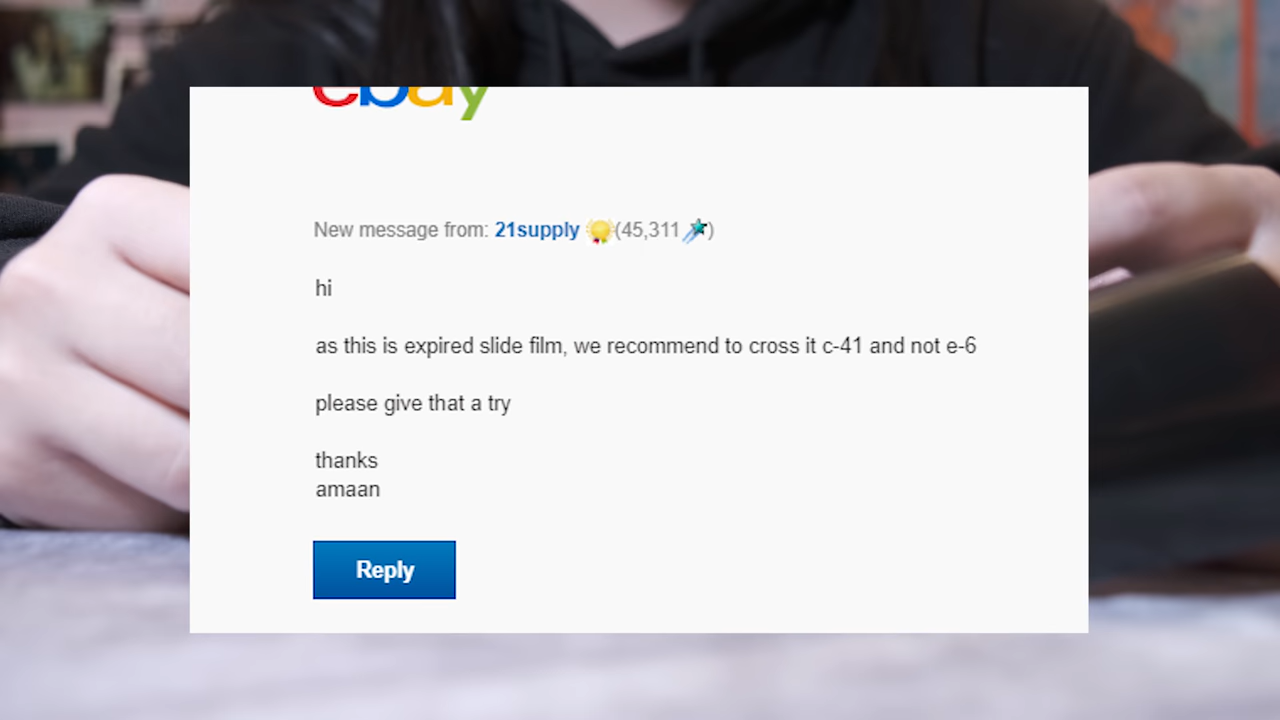 ebay
New message from: 21supply (45,311)
hi
as this is expired slide film, we recommend to cross it c-41 and not e-6
please give that a try
thanks
amaan
Reply